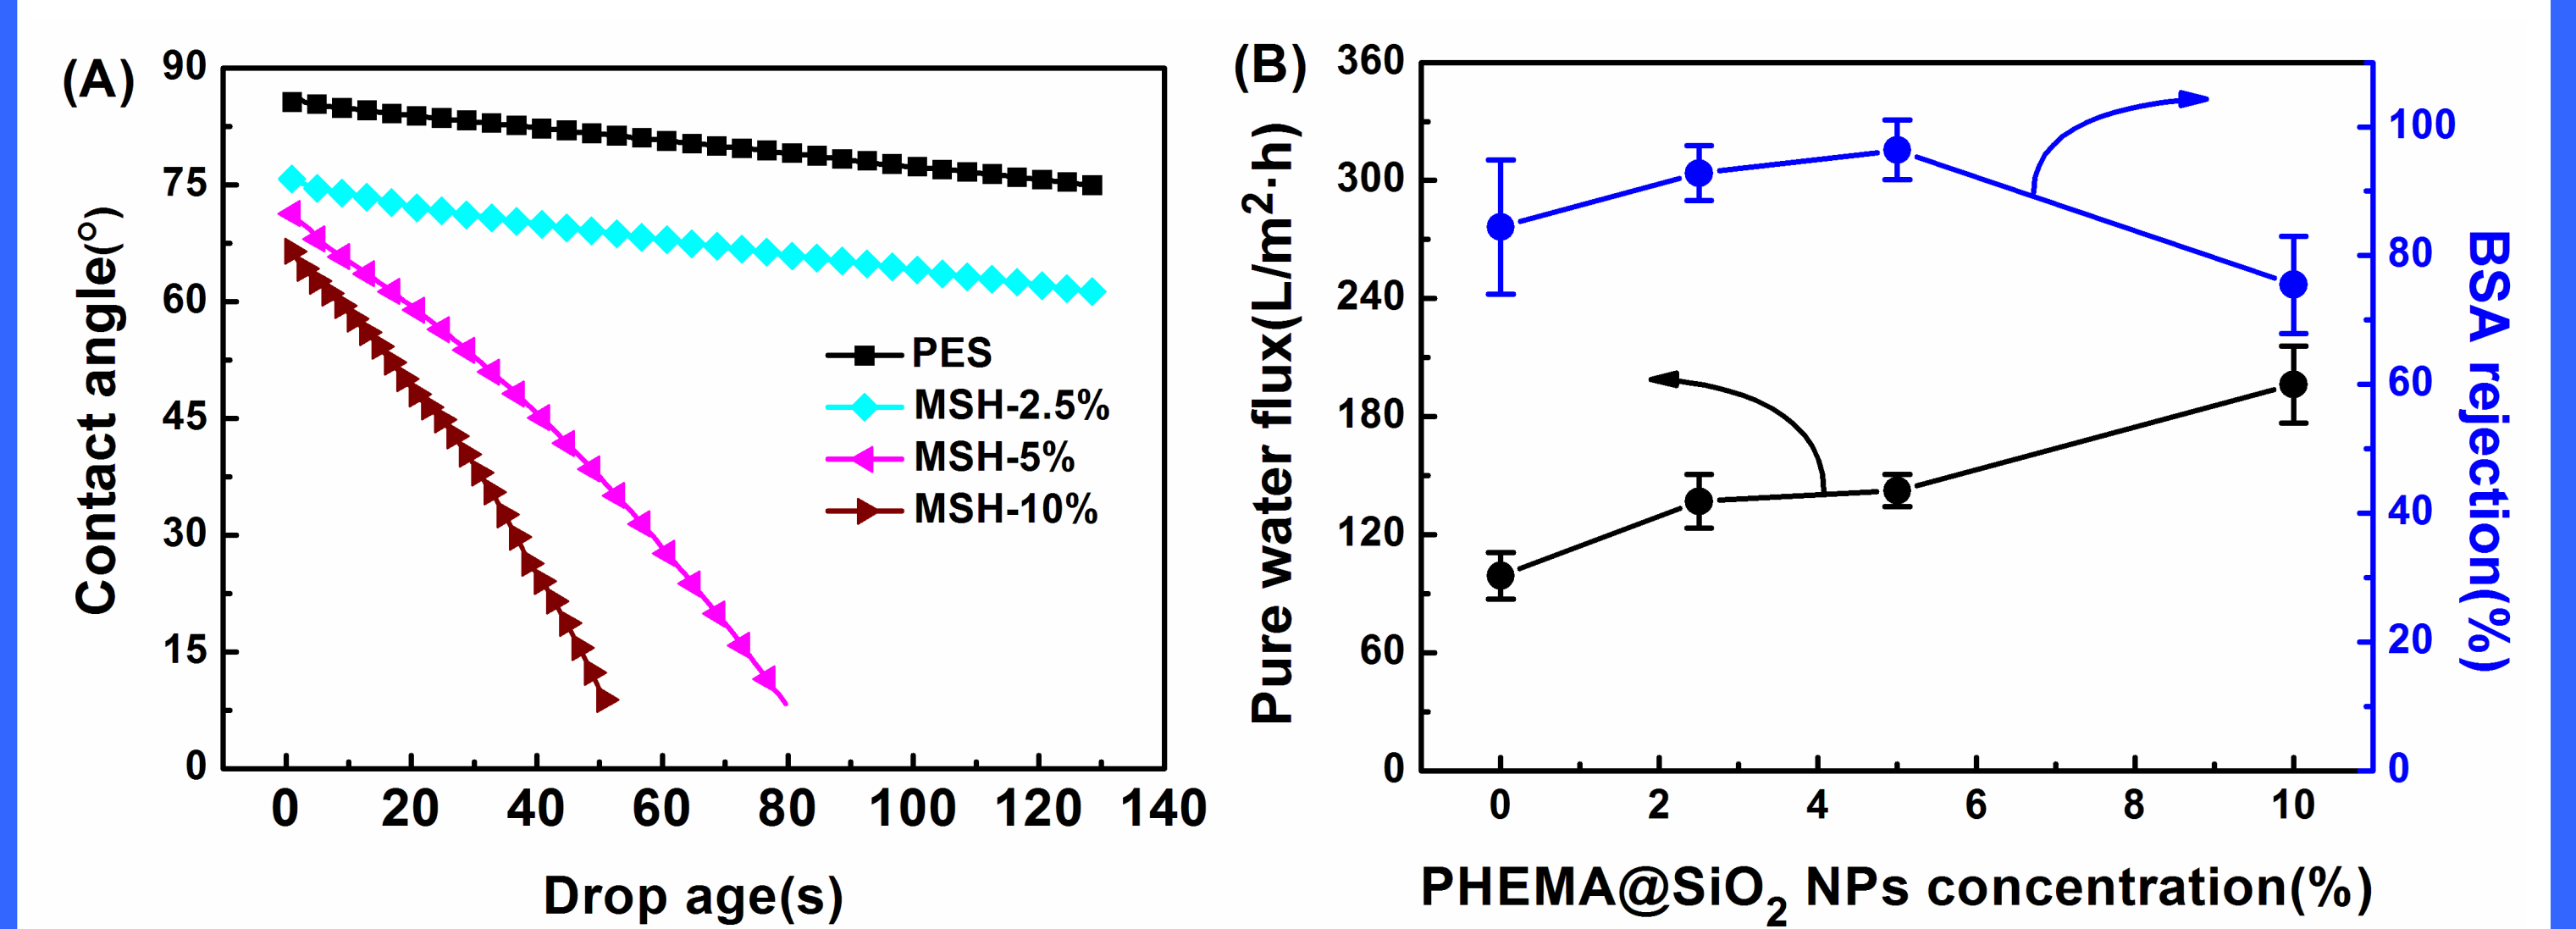 (A)
90
75
60
45
30
15
0
Contact angle(°)
PES
MSH-2.5%
MSH-5%
MSH-10%
0 20 40 60 80 100 120 140
Drop age(s)
(B)
360
300
240
180
120
60
0
Pure water flux(L/m²·h)
100
80
60
40
20
0
BSA rejection(%)
0 2 4 6 8 10
PHEMA@SiO₂ NPs concentration(%)